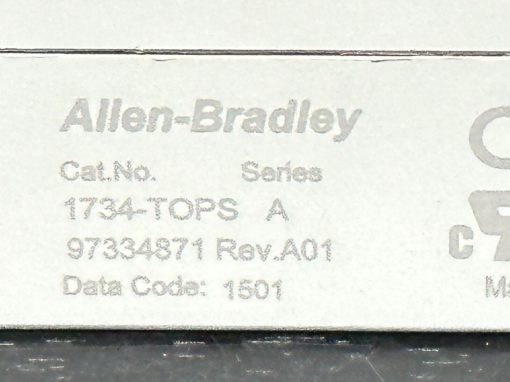 Allen-Bradley
Cat.No. Series
1734-TOPS A
97334871 Rev.A01
Data Code: 1501